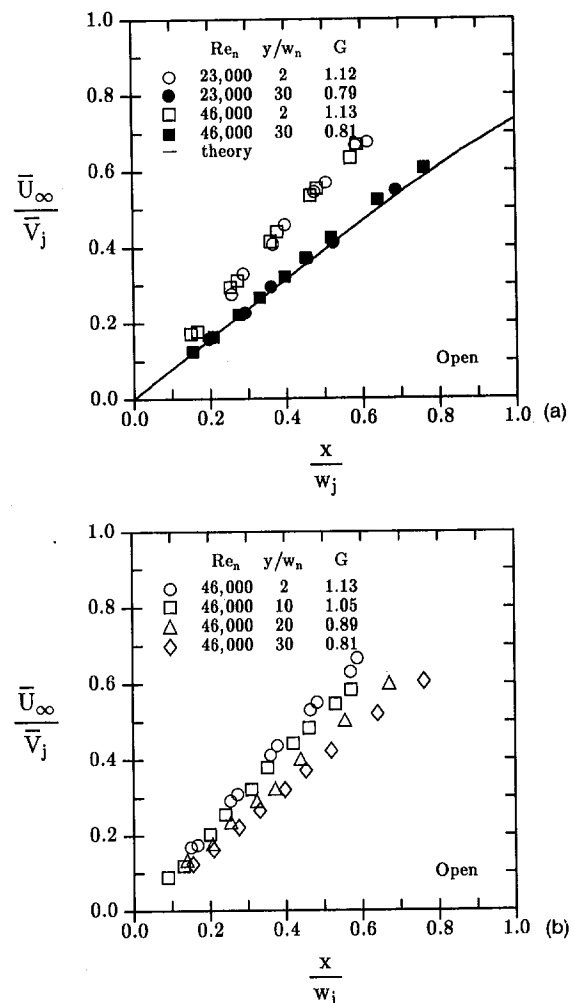 1.0
0.8
0.6
0.4
0.2
0.0
Ū∞
V̄j
Ren y/wn G
○ 23,000 2 1.12
● 23,000 30 0.79
□ 46,000 2 1.13
■ 46,000 30 0.81
— theory
Open
0.0 0.2 0.4 0.6 0.8 1.0
(a)
x
wj
1.0
0.8
0.6
0.4
0.2
0.0
Ū∞
V̄j
Ren y/wn G
○ 46,000 2 1.13
□ 46,000 10 1.05
△ 46,000 20 0.89
◇ 46,000 30 0.81
Open
0.0 0.2 0.4 0.6 0.8 1.0
(b)
x
wj